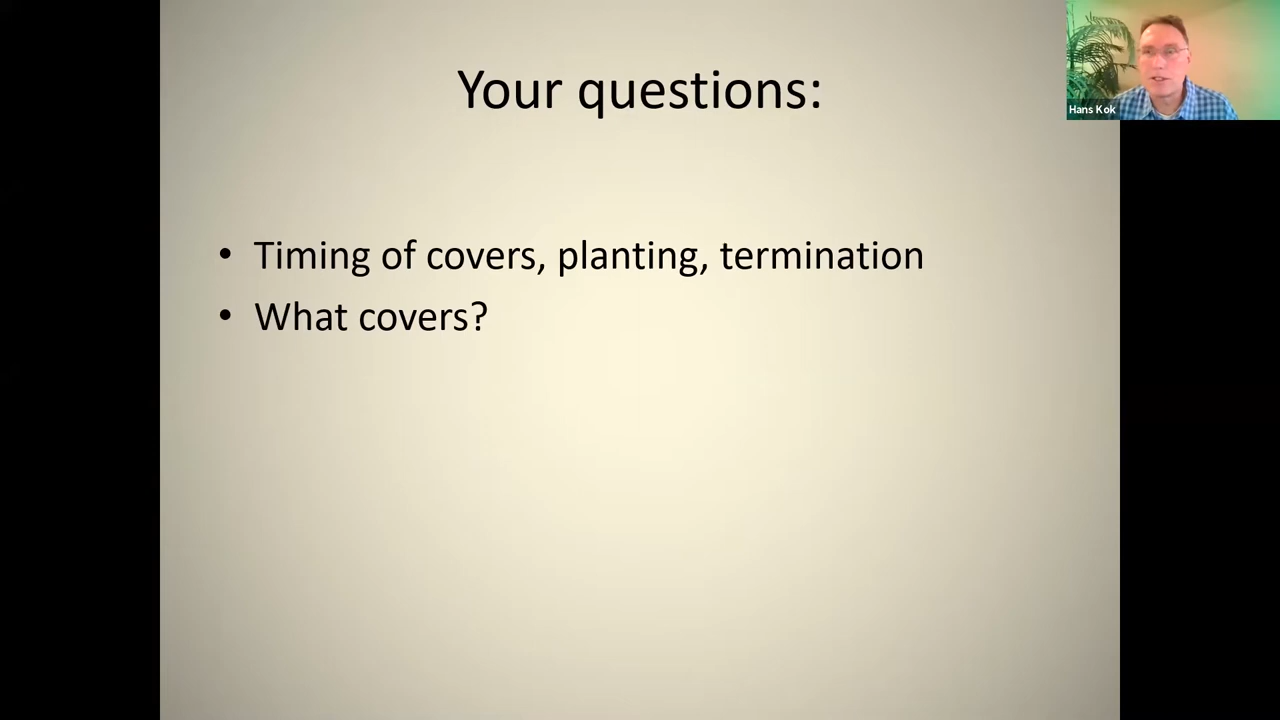 Your questions:
Hans Kok
• Timing of covers, planting, termination
• What covers?